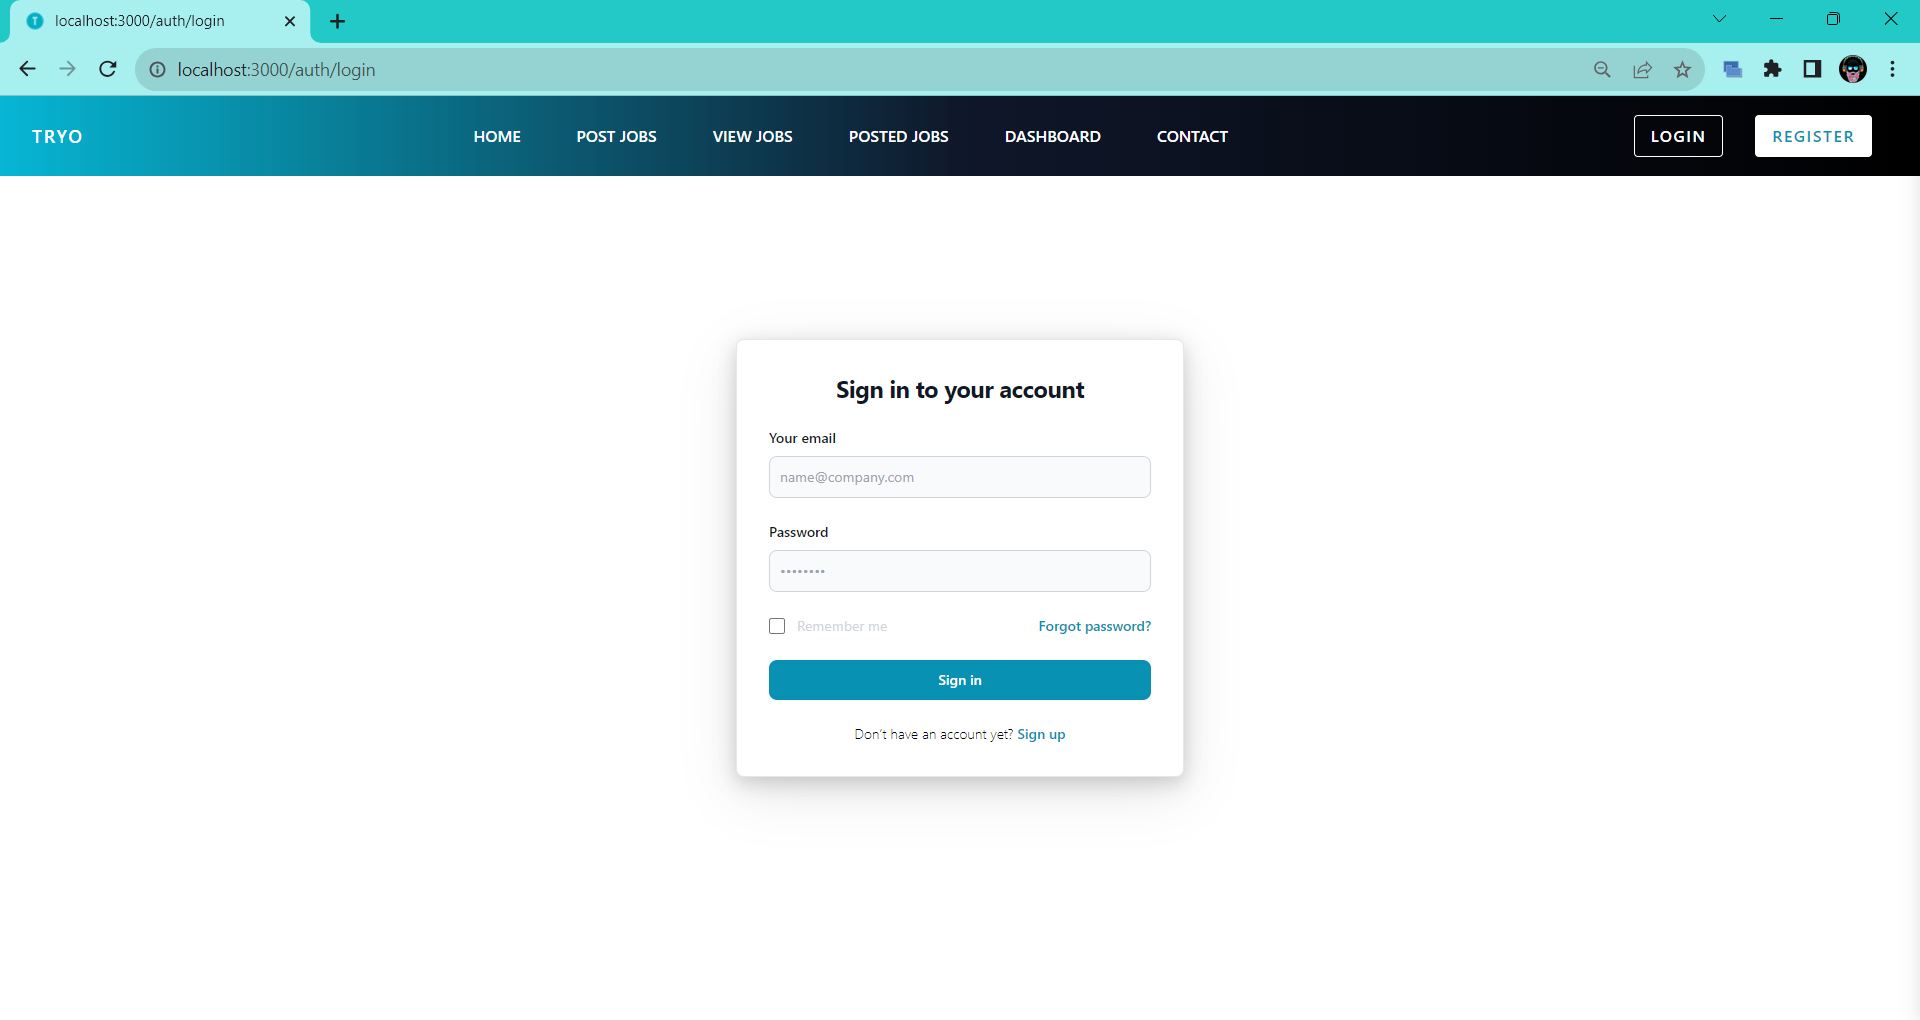 localhost:3000/auth/login
localhost:3000/auth/login
TRYO HOME POST JOBS VIEW JOBS POSTED JOBS DASHBOARD CONTACT LOGIN REGISTER
Sign in to your account
Your email
name@company.com
Password
••••••••
Remember me Forgot password?
Sign in
Don't have an account yet? Sign up